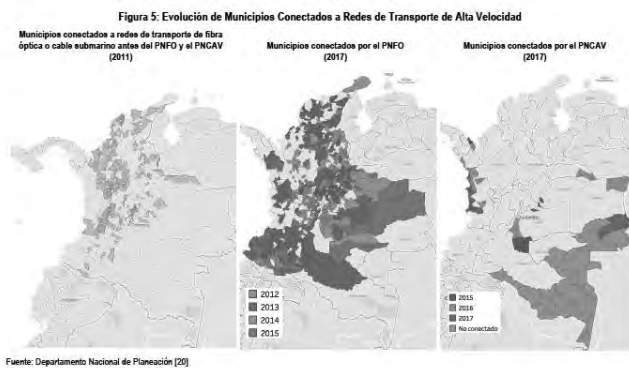 Figura 5: Evolución de Municipios Conectados a Redes de Transporte de Alta Velocidad
Municipios conectados a redes de transporte de fibra
óptica o cable submarino antes del PNFO y el PNCAV
(2011)
Municipios conectados por el PNFO
(2017)
Municipios conectados por el PNCAV
(2017)
2012
2013
2014
2015
2015
2016
2017
No conectado
Fuente: Departamento Nacional de Planeación [20]